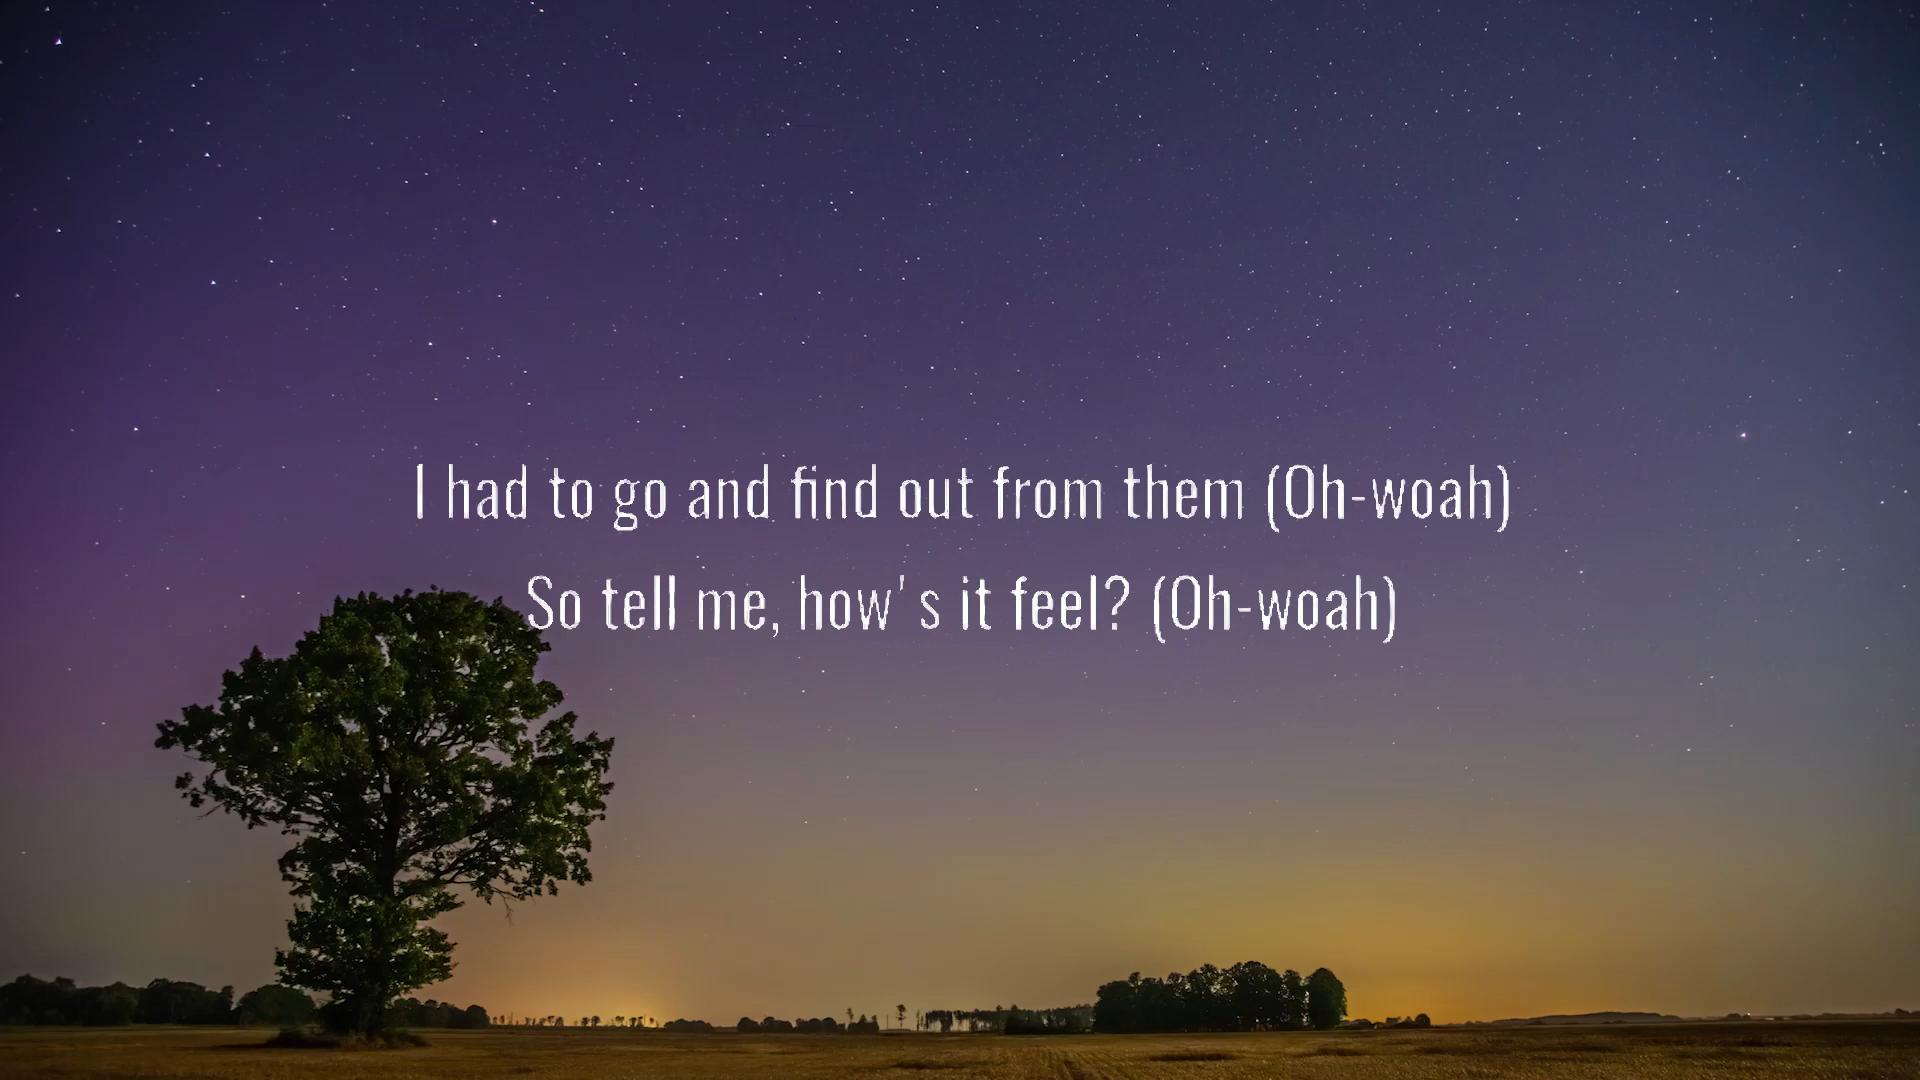 I had to go and find out from them (Oh-woah)
So tell me, how's it feel? (Oh-woah)